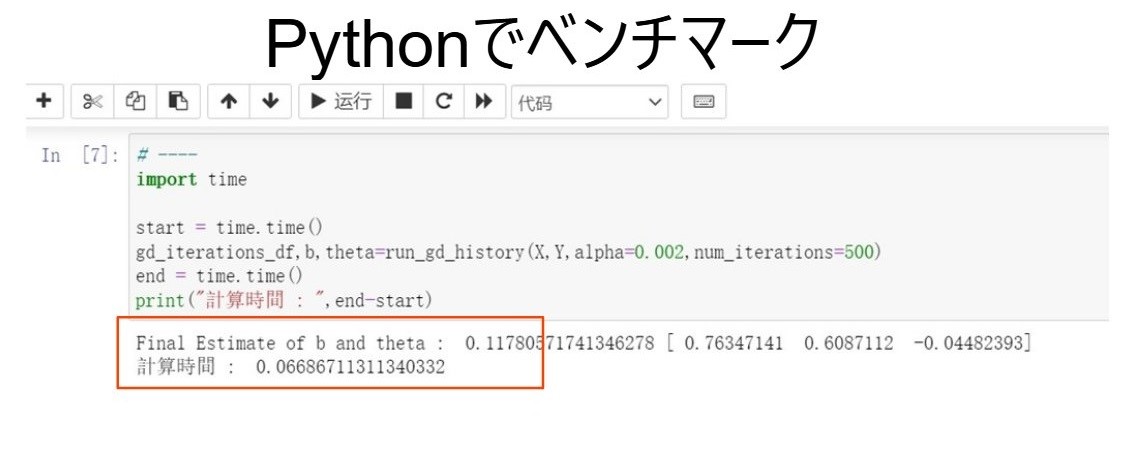 Pythonでベンチマーク
运行 代码
In [7]: # ----
import time
start = time.time()
gd_iterations_df,b,theta=run_gd_history(X,Y,alpha=0.002,num_iterations=500)
end = time.time()
print("計算時間 : ",end-start)
Final Estimate of b and theta : 0.11780571741346278 [ 0.76347141 0.6087112 -0.04482393]
計算時間 : 0.06686711311340332